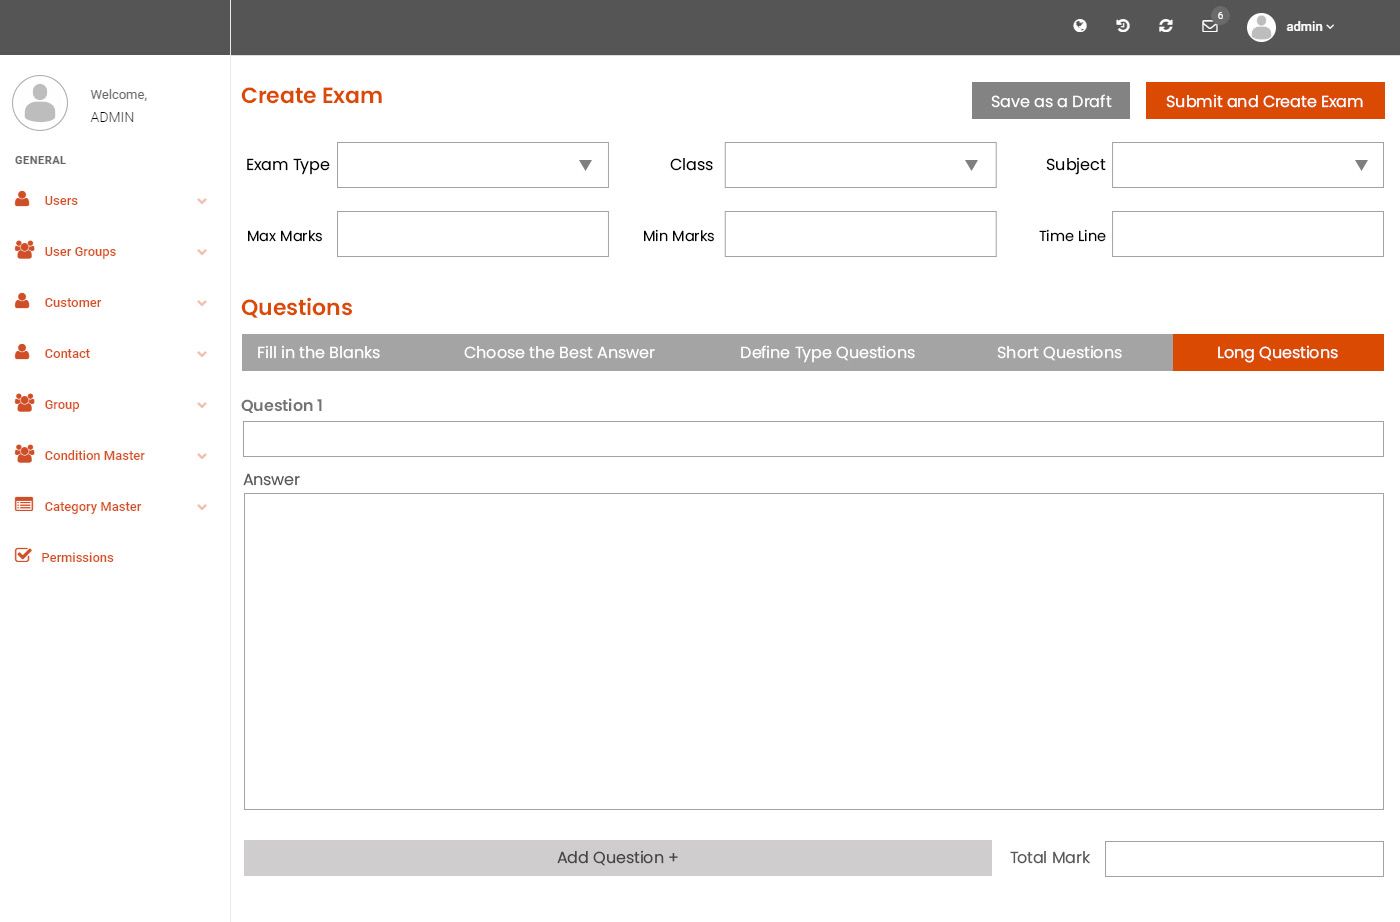 6
admin
Welcome,
ADMIN
GENERAL
Users
User Groups
Customer
Contact
Group
Condition Master
Category Master
Permissions
Create Exam
Save as a Draft
Submit and Create Exam
Exam Type
Class
Subject
Max Marks
Min Marks
Time Line
Questions
Fill in the Blanks
Choose the Best Answer
Define Type Questions
Short Questions
Long Questions
Question 1
Answer
Add Question +
Total Mark